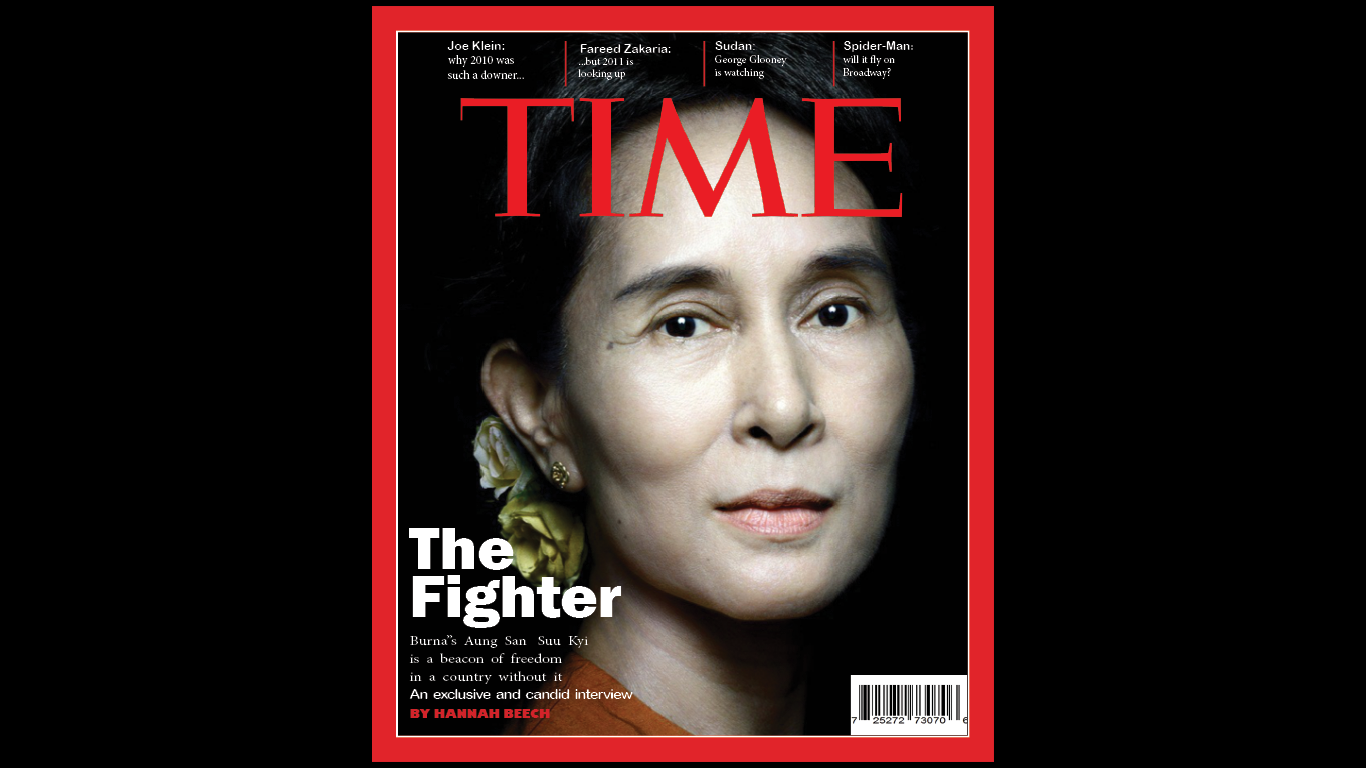 Joe Klein:
why 2010 was
such a downer...
Fareed Zakaria:
...but 2011 is
looking up
Sudan:
George Glooney
is watching
Spider-Man:
will it fly on
Broadway?
TIME
The
Fighter
Burna"s Aung San Suu Kyi
is a beacon of freedom
in a country without it
An exclusive and candid interview
BY HANNAH BEECH
7 25272 73070 6